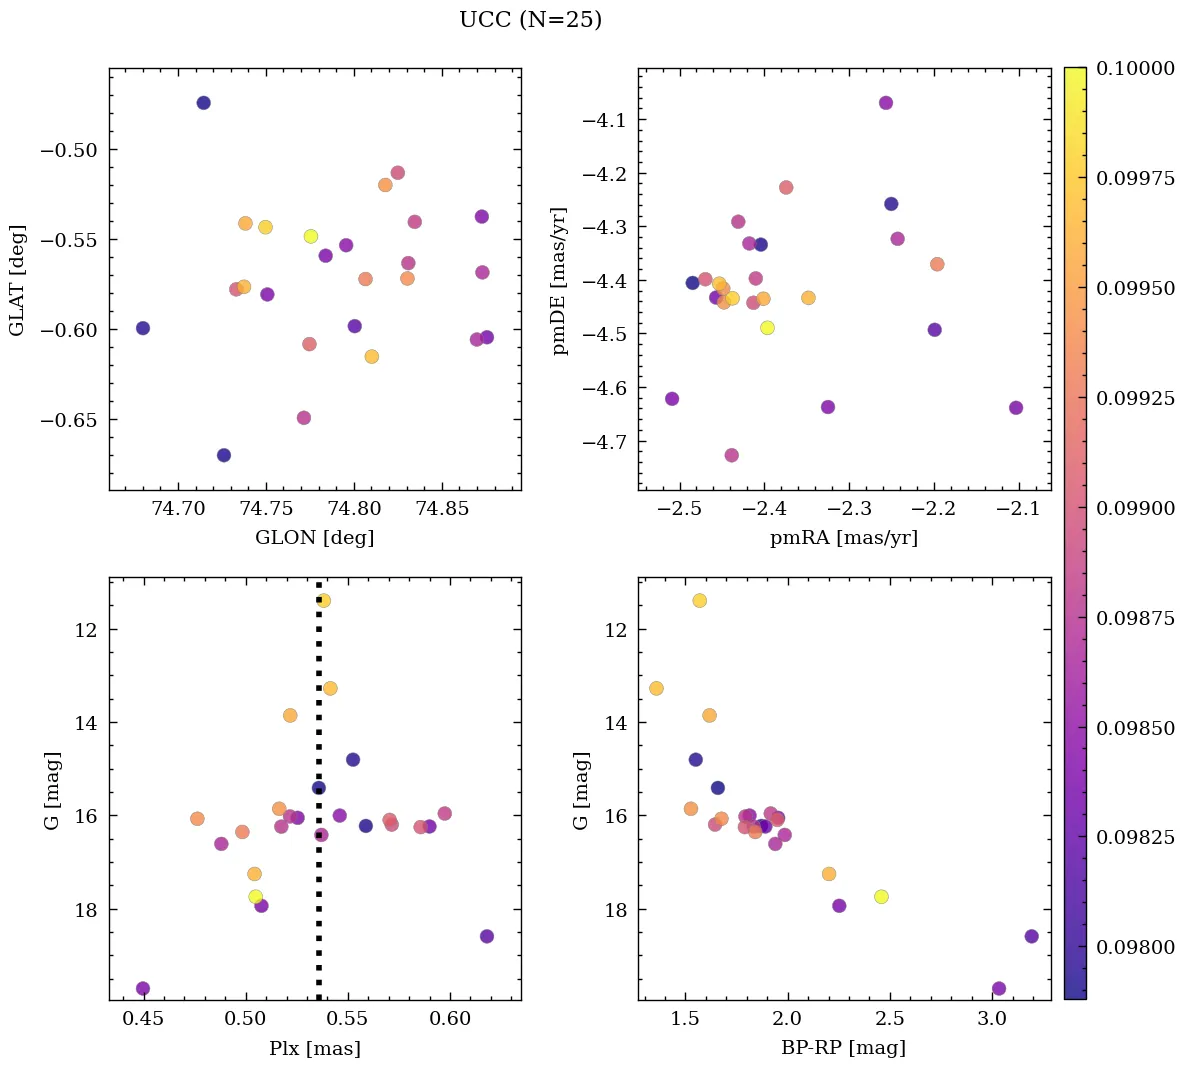 UCC (N=25)
−0.50
−0.55
−0.60
−0.65
GLAT [deg]
74.70 74.75 74.80 74.85
GLON [deg]
−4.1
−4.2
−4.3
−4.4
−4.5
−4.6
−4.7
pmDE [mas/yr]
−2.5 −2.4 −2.3 −2.2 −2.1
pmRA [mas/yr]
12
14
16
18
G [mag]
0.45 0.50 0.55 0.60
Plx [mas]
12
14
16
18
G [mag]
1.5 2.0 2.5 3.0
BP-RP [mag]
0.10000
0.09975
0.09950
0.09925
0.09900
0.09875
0.09850
0.09825
0.09800